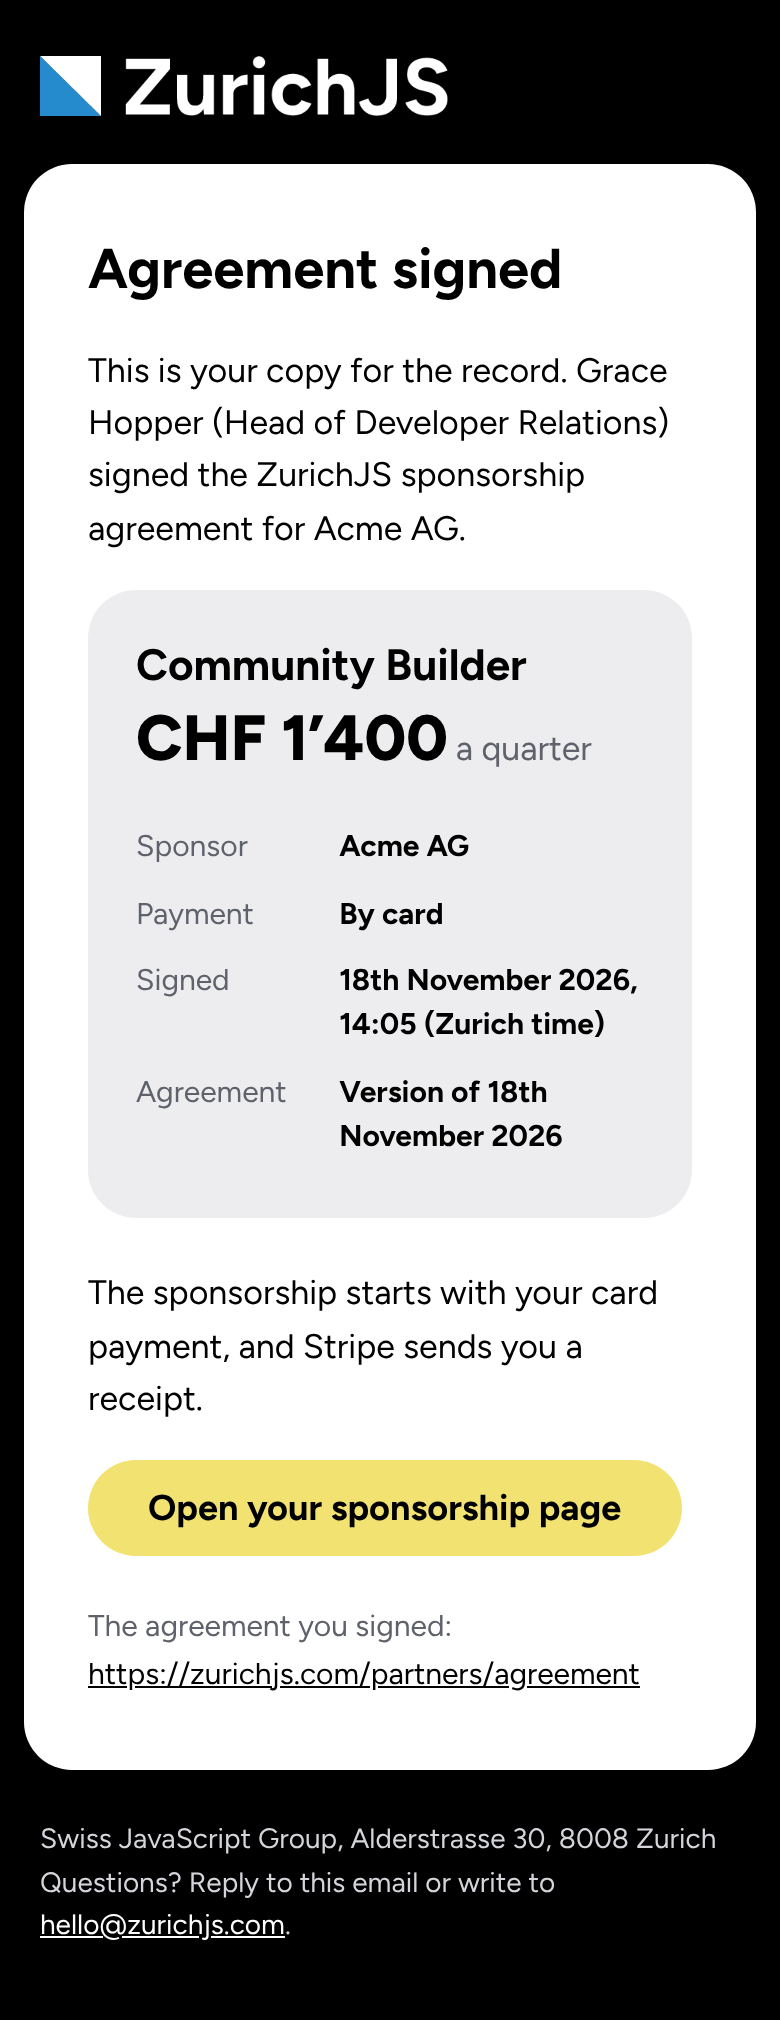 ZurichJS
Agreement signed
This is your copy for the record. Grace
Hopper (Head of Developer Relations)
signed the ZurichJS sponsorship
agreement for Acme AG.
Community Builder
CHF 1’400 a quarter
Sponsor Acme AG
Payment By card
Signed 18th November 2026,
14:05 (Zurich time)
Agreement Version of 18th
November 2026
The sponsorship starts with your card
payment, and Stripe sends you a
receipt.
Open your sponsorship page
The agreement you signed:
https://zurichjs.com/partners/agreement
Swiss JavaScript Group, Alderstrasse 30, 8008 Zurich
Questions? Reply to this email or write to
hello@zurichjs.com.